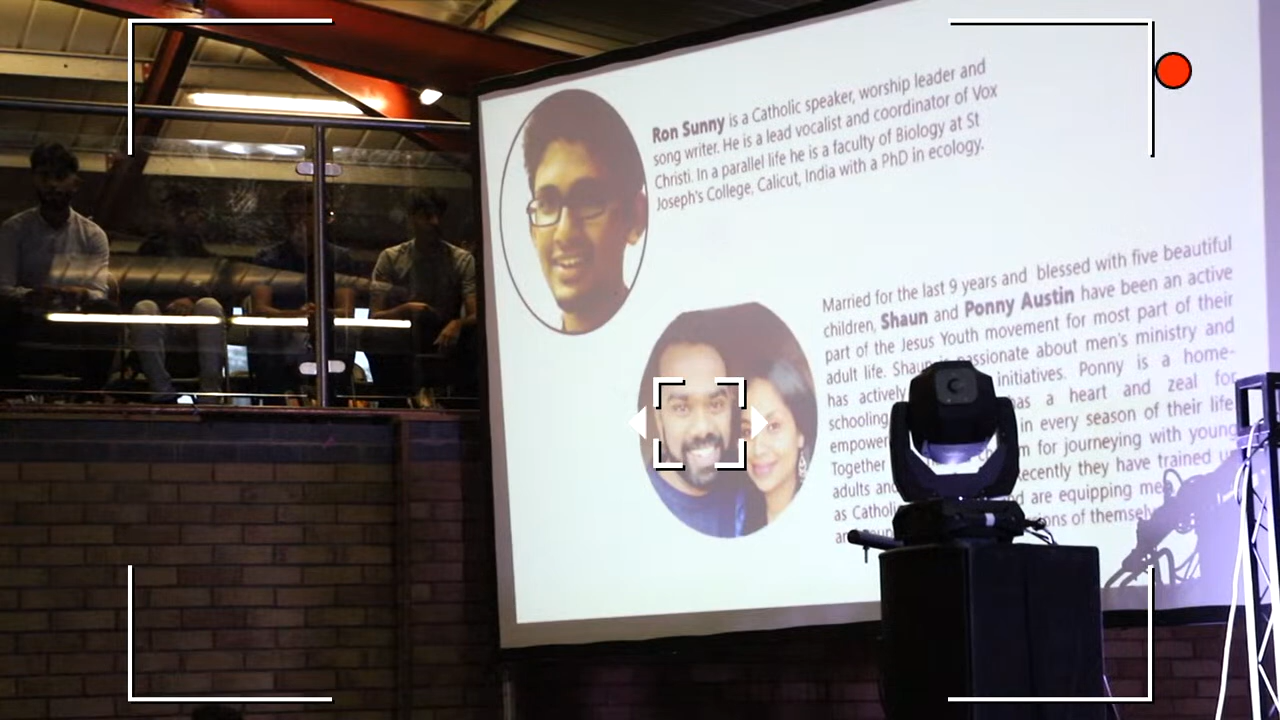 Ron Sunny is a Catholic speaker, worship leader and
song writer. He is a lead vocalist and coordinator of Vox
Christi. In a parallel life he is a faculty of Biology at St
Joseph's College, Calicut, India with a PhD in ecology.
Married for the last 9 years and blessed with five beautiful
children, Shaun and Ponny Austin have been an active
part of the Jesus Youth movement for most part of their
adult life. Shaun is passionate about men's ministry and
has actively initiatives. Ponny is a home-
schooling has a heart and zeal for
in every season of their life
Together for journeying with young
adults and recently they have trained
as and are equipping
of